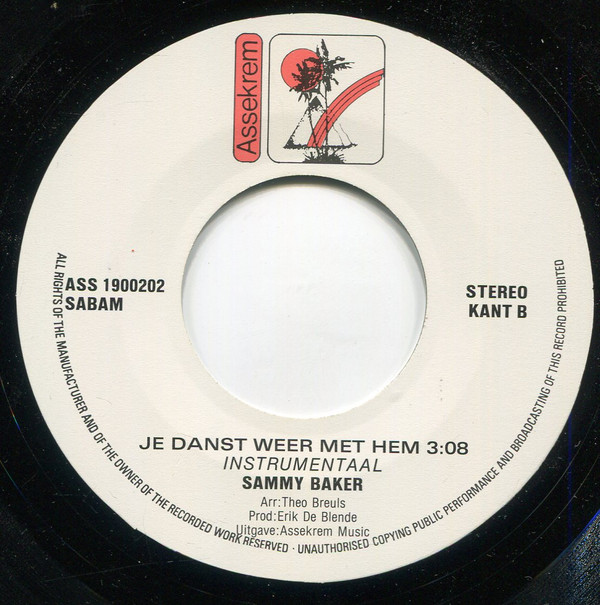 Assekrem
ASS 1900202
SABAM
STEREO
KANT B
JE DANST WEER MET HEM 3:08
INSTRUMENTAAL
SAMMY BAKER
Arr:Theo Breuls
Prod:Erik De Blende
Uitgave:Assekrem Music
ALL RIGHTS OF THE MANUFACTURER AND OF THE OWNER OF THE RECORDED WORK RESERVED · UNAUTHORISED COPYING PUBLIC PERFORMANCE AND BROADCASTING OF THIS RECORD PROHIBITED